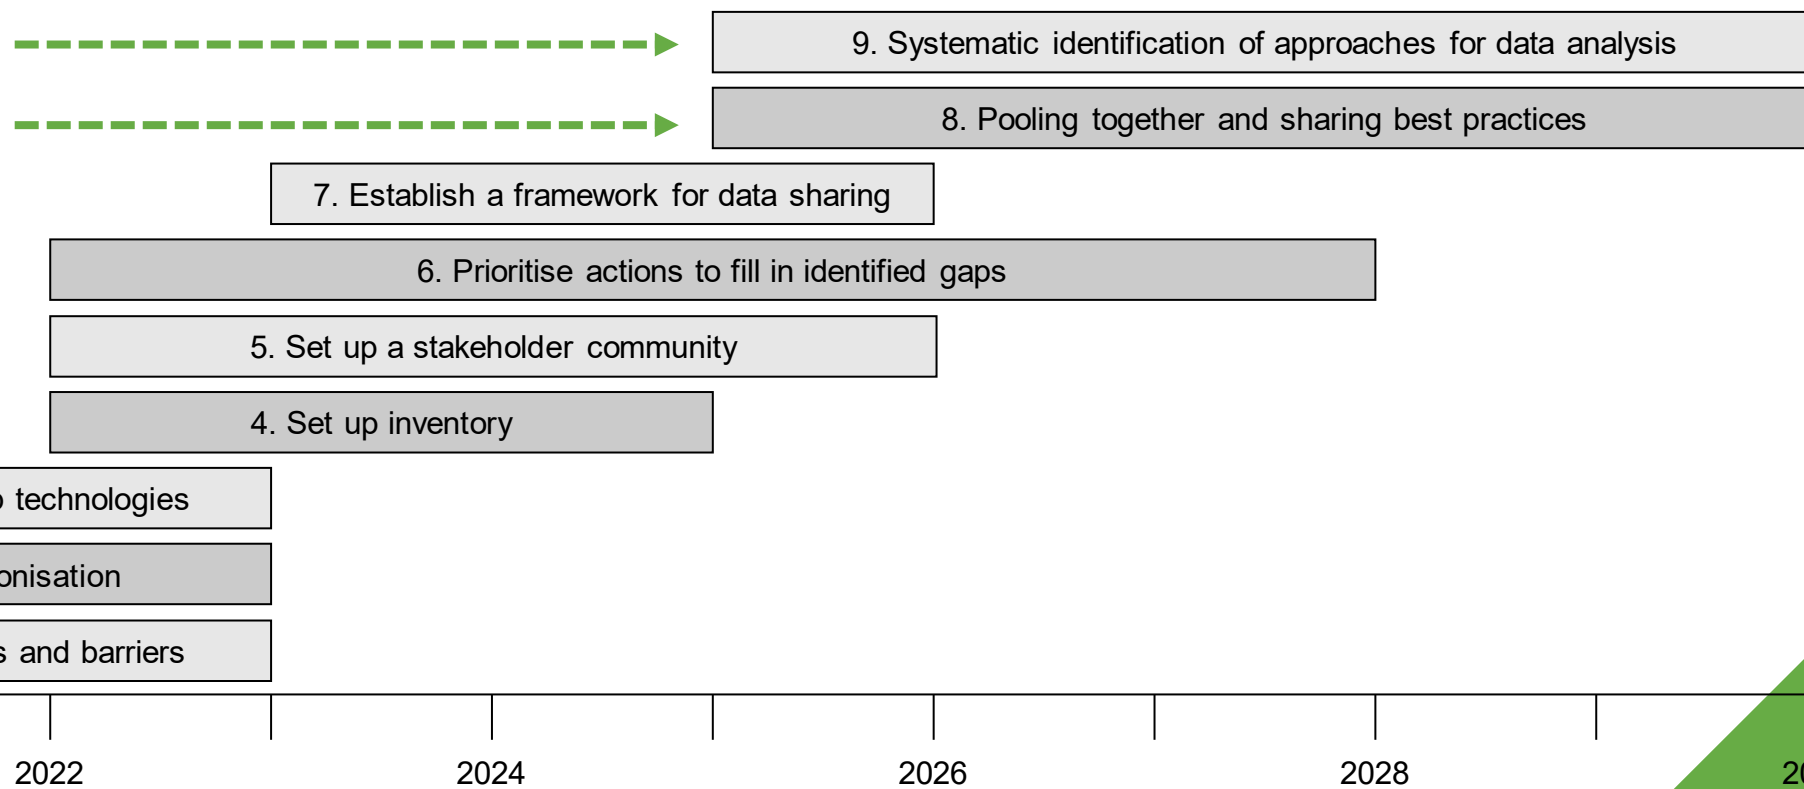 9. Systematic identification of approaches for data analysis
8. Pooling together and sharing best practices
7. Establish a framework for data sharing
6. Prioritise actions to fill in identified gaps
5. Set up a stakeholder community
4. Set up inventory
technologies
and barriers
2022 2024 2026 2028